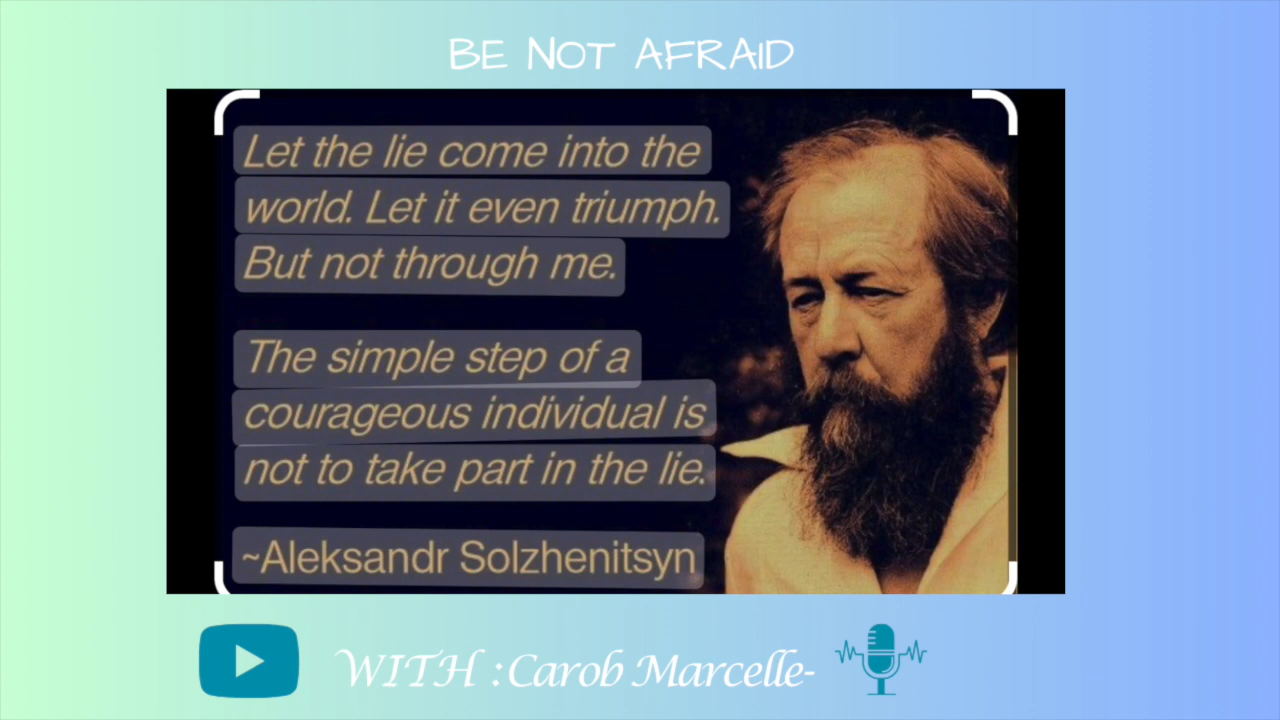 BE NOT AFRAID
Let the lie come into the
world. Let it even triumph.
But not through me.
The simple step of a
courageous individual is
not to take part in the lie.
~Aleksandr Solzhenitsyn
WITH : Carob Marcelle-